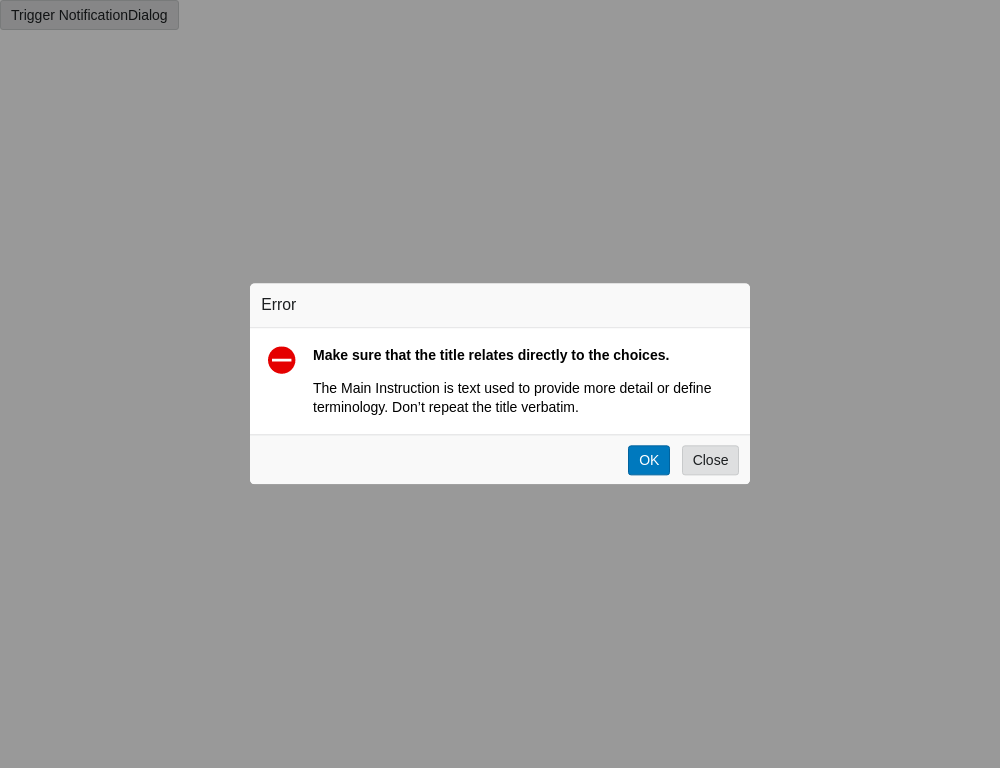 Trigger NotificationDialog
Error
Make sure that the title relates directly to the choices.
The Main Instruction is text used to provide more detail or define
terminology. Don’t repeat the title verbatim.
OK
Close